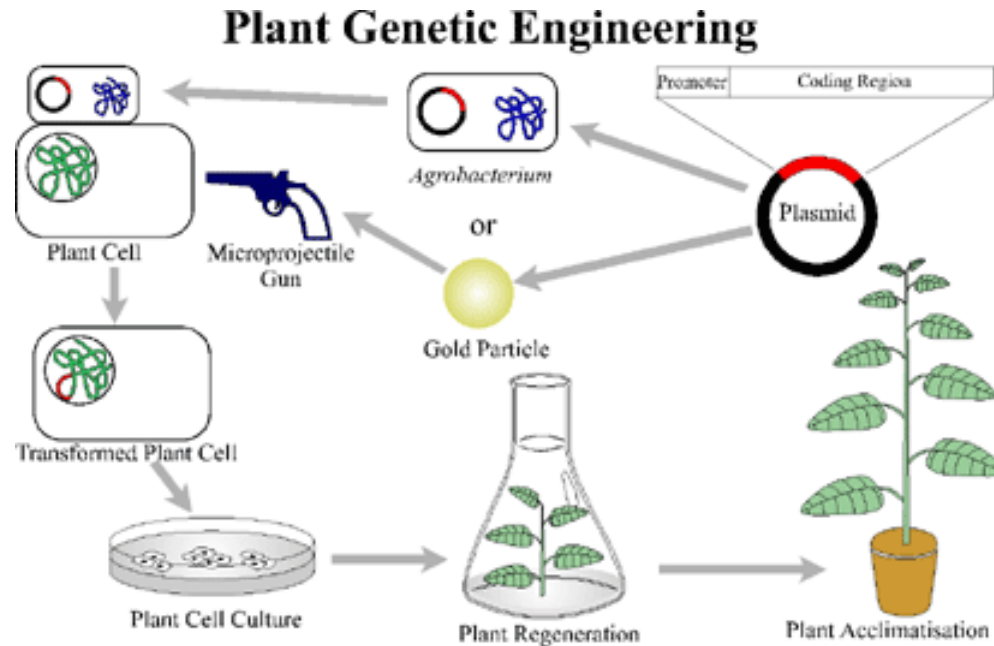 Plant Genetic Engineering
Promoter
Coding Region
Agrobacterium
Plasmid
or
Plant Cell
Microprojectile
Gun
Gold Particle
Transformed Plant Cell
Plant Cell Culture
Plant Regeneration
Plant Acclimatisation